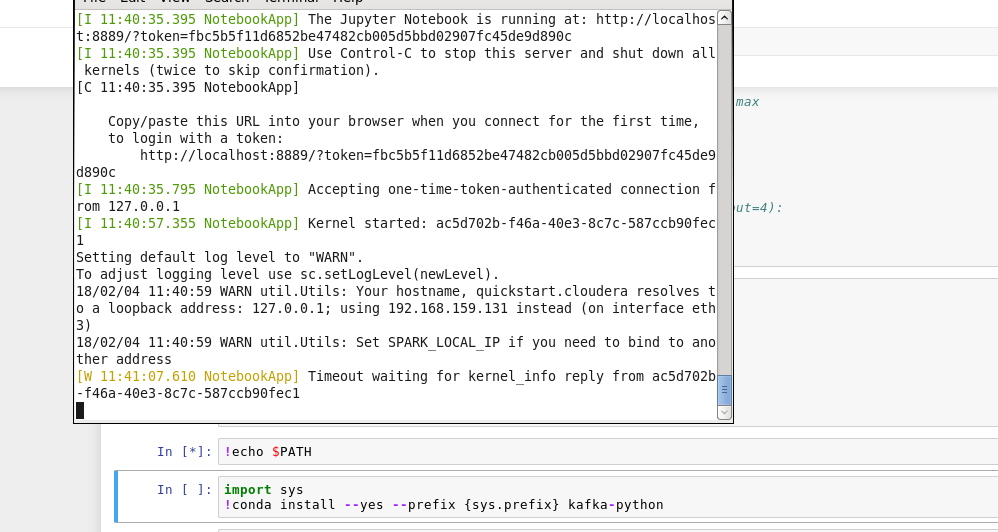 File Edit View Search Terminal Help
[I 11:40:35.395 NotebookApp] The Jupyter Notebook is running at: http://localhos
t:8889/?token=fbc5b5f11d6852be47482cb005d5bbd02907fc45de9d890c
[I 11:40:35.395 NotebookApp] Use Control-C to stop this server and shut down all
 kernels (twice to skip confirmation).
[C 11:40:35.395 NotebookApp]
Copy/paste this URL into your browser when you connect for the first time,
to login with a token:
http://localhost:8889/?token=fbc5b5f11d6852be47482cb005d5bbd02907fc45de9
d890c
[I 11:40:35.795 NotebookApp] Accepting one-time-token-authenticated connection f
rom 127.0.0.1
[I 11:40:57.355 NotebookApp] Kernel started: ac5d702b-f46a-40e3-8c7c-587ccb90fec
1
Setting default log level to "WARN".
To adjust logging level use sc.setLogLevel(newLevel).
18/02/04 11:40:59 WARN util.Utils: Your hostname, quickstart.cloudera resolves t
o a loopback address: 127.0.0.1; using 192.168.159.131 instead (on interface eth
3)
18/02/04 11:40:59 WARN util.Utils: Set SPARK_LOCAL_IP if you need to bind to ano
ther address
[W 11:41:07.610 NotebookApp] Timeout waiting for kernel_info reply from ac5d702b
-f46a-40e3-8c7c-587ccb90fec1
max
out=4):
In [*]: !echo $PATH
In [ ]: import sys
!conda install --yes --prefix {sys.prefix} kafka-python